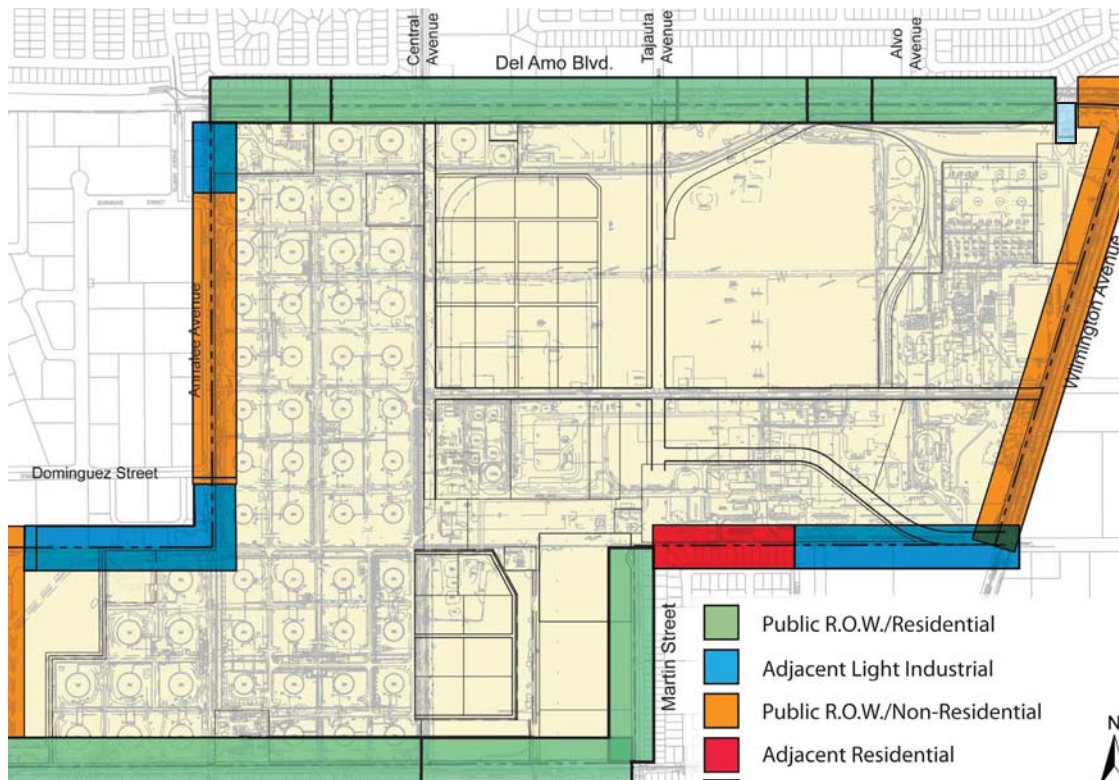 Central
Avenue
Tajauta
Avenue
Alvo
Avenue
Del Amo Blvd.
Annalee Avenue
Wilmington Avenue
Dominguez Street
Martin Street
Public R.O.W./Residential
Adjacent Light Industrial
Public R.O.W./Non-Residential
Adjacent Residential
N